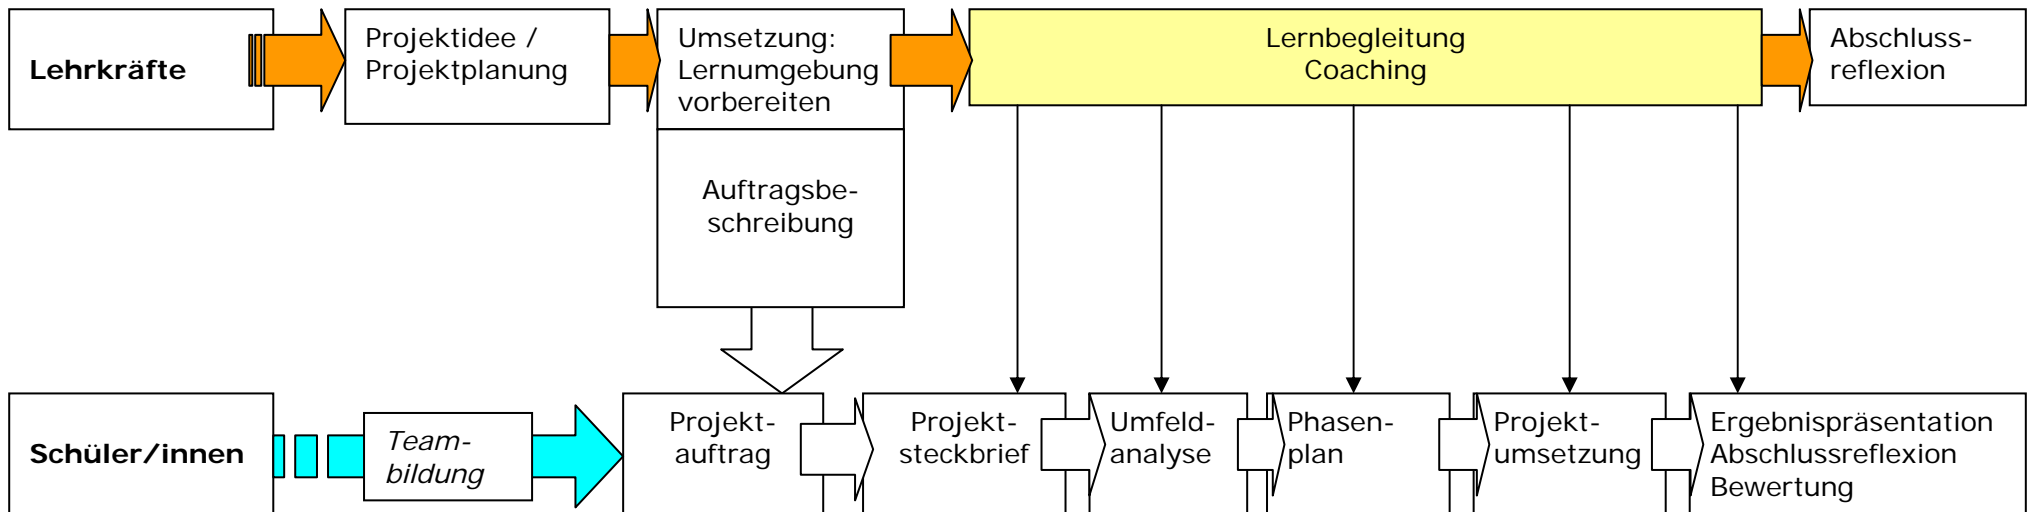 Lehrkräfte
Projektidee /
Projektplanung
Umsetzung:
Lernumgebung
vorbereiten
Lernbegleitung
Coaching
Abschluss-
reflexion
Auftragsbe-
schreibung
Schüler/innen
Team-
bildung
Projekt-
auftrag
Projekt-
steckbrief
Umfeld-
analyse
Phasen-
plan
Projekt-
umsetzung
Ergebnispräsentation
Abschlussreflexion
Bewertung